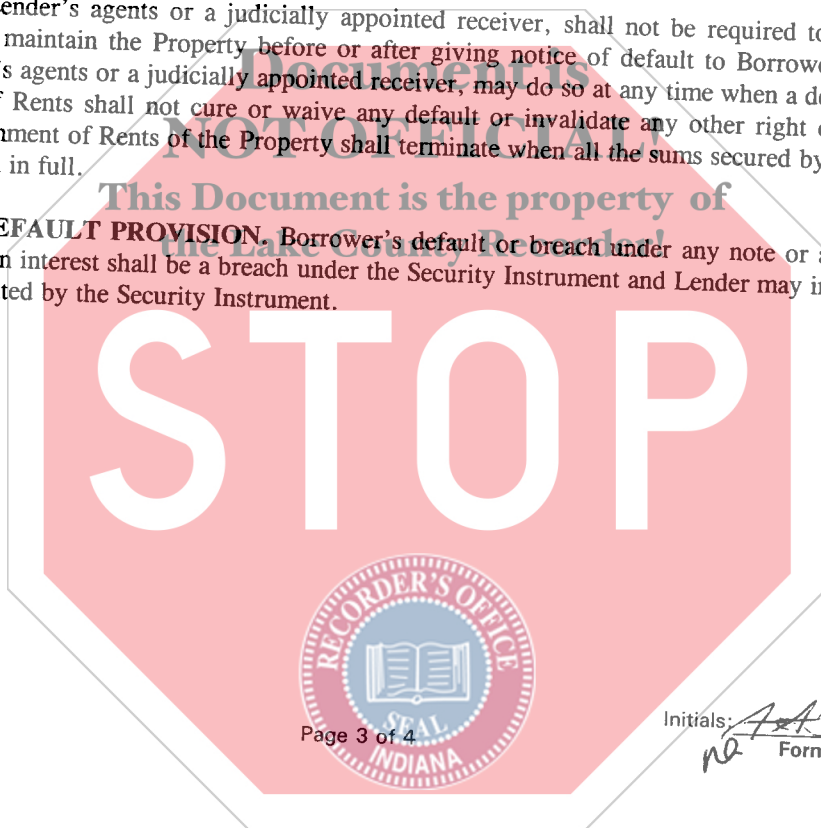 ender's agents or a judicially appointed receiver, shall not be required to
maintain the Property before or after giving notice of default to Borrowe
's agents or a judicially appointed receiver, may do so at any time when a de
f Rents shall not cure or waive any default or invalidate any other right o
nment of Rents of the Property shall terminate when all the sums secured by
in full.
Document is
NOT OFFICIAL!
This Document is the property of
the Lake County Recorder!
EFAULT PROVISION. Borrower's default or breach under any note or a
n interest shall be a breach under the Security Instrument and Lender may in
ted by the Security Instrument.
STOP
RECORDER'S OFFICE
SEAL
INDIANA
Page 3 of 4
Initials:
na
Form